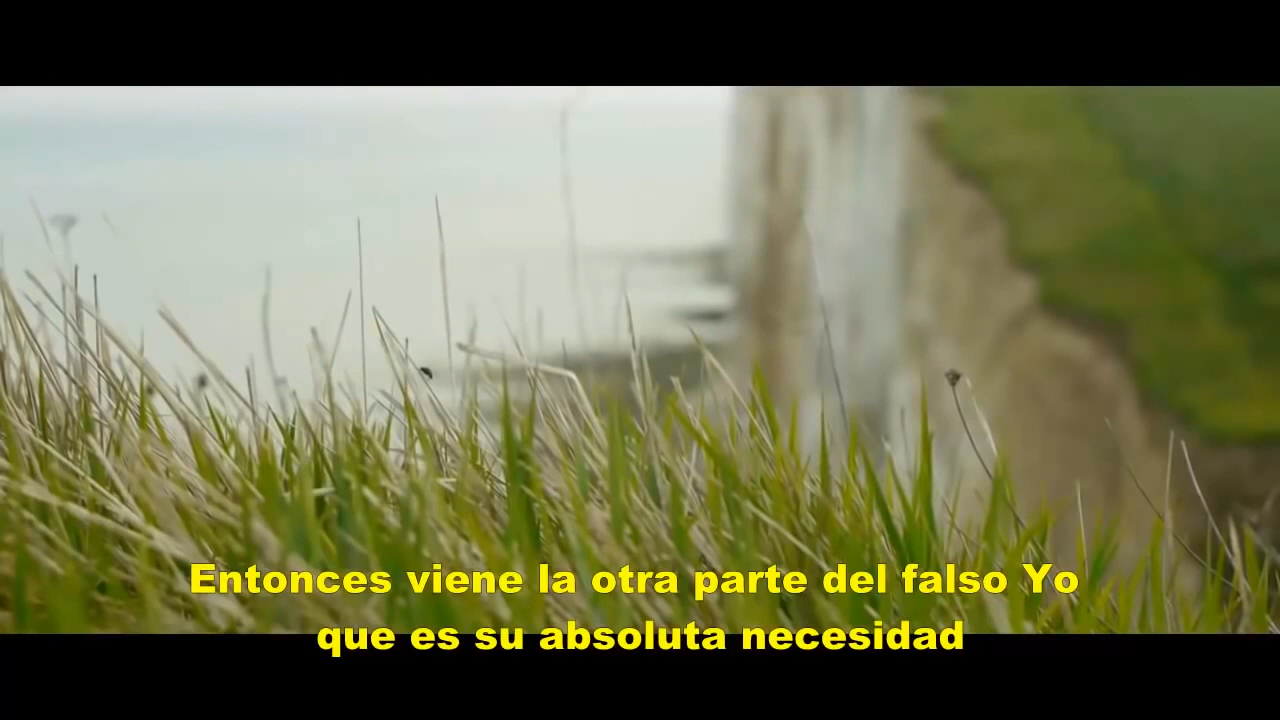 Entonces viene la otra parte del falso Yo
que es su absoluta necesidad